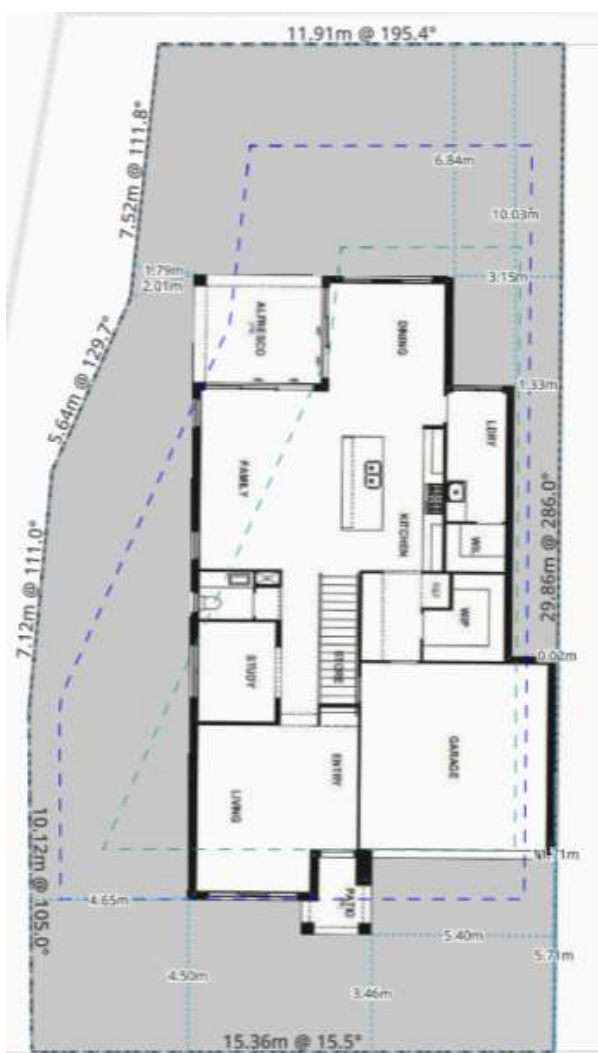 11.91m @ 195.4°
7.52m @ 111.8°
6.84m
10.03m
1.79m
2.01m
3.15m
ALFRESCO
DINING
5.64m @ 129.7°
1.33m
LDRY
FAMILY
KITCHEN
29.86m @ 286.0°
7.12m @ 111.0°
WIL
WIP
STUDY
STORE
0.02m
GARAGE
ENTRY
LIVING
10.12m @ 105.0°
PATIO
4.65m
5.40m
5.71m
4.50m
3.46m
15.36m @ 15.5°